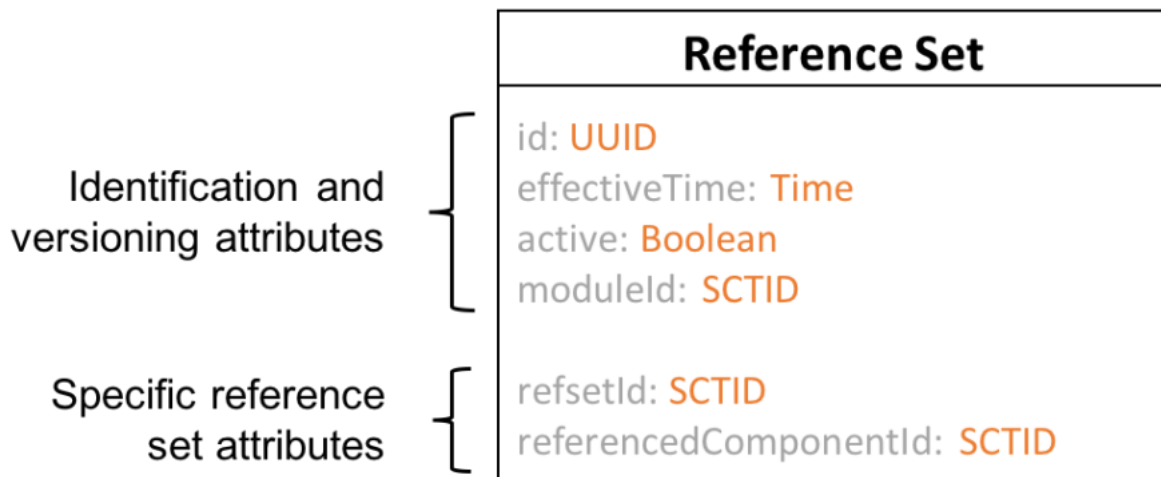 Reference Set
Identification and
versioning attributes
id: UUID
effectiveTime: Time
active: Boolean
moduleId: SCTID
Specific reference
set attributes
refsetId: SCTID
referencedComponentId: SCTID